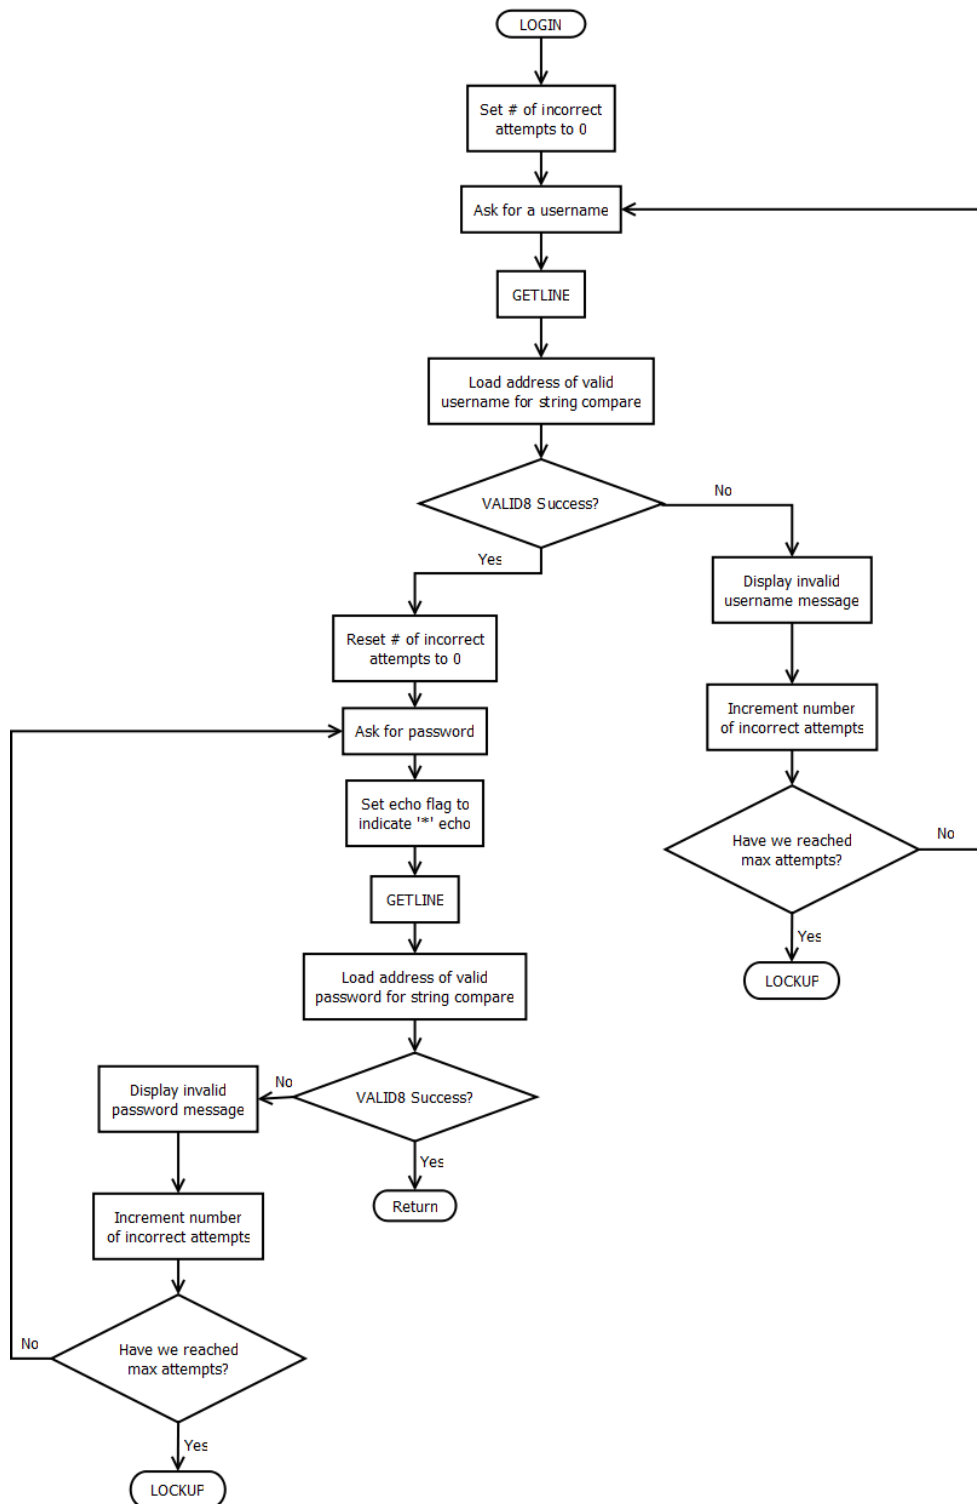 LOGIN
Set # of incorrect
attempts to 0
Ask for a username
GETLINE
Load address of valid
username for string compare
VALID8 Success?
No
Yes
Display invalid
username message
Reset # of incorrect
attempts to 0
Increment number
of incorrect attempts
Ask for password
Set echo flag to
indicate '*' echo
Have we reached
max attempts?
No
GETLINE
Yes
LOCKUF
Load address of valid
password for string compare
VALID8 Success?
No
Display invalid
password message
Yes
Return
Increment number
of incorrect attempts
Have we reached
max attempts?
No
Yes
LOCKUF